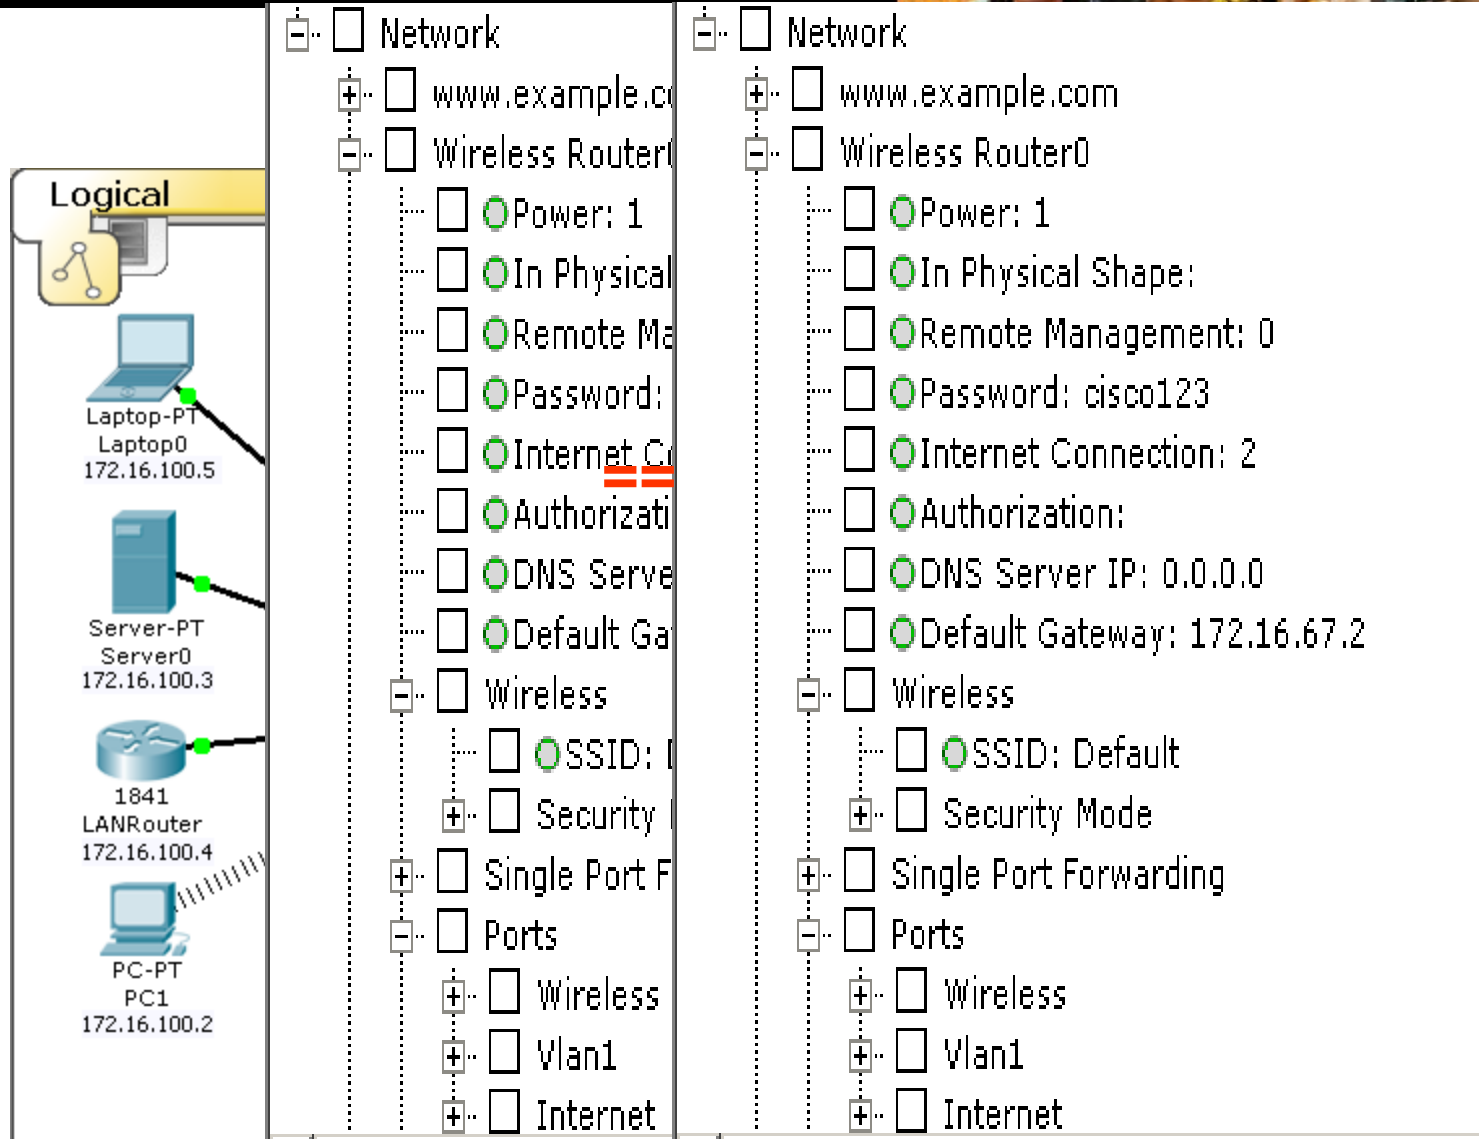 Logical
Laptop-PT
Laptop0
172.16.100.5
Server-PT
Server0
172.16.100.3
1841
LANRouter
172.16.100.4
PC-PT
PC1
172.16.100.2
Network
www.example.co
Wireless Router0
Power: 1
In Physical
Remote Ma
Password:
Internet Co
Authorizati
DNS Serve
Default Ga
Wireless
SSID:
Security
Single Port F
Ports
Wireless
Vlan1
Internet
Network
www.example.com
Wireless Router0
Power: 1
In Physical Shape:
Remote Management: 0
Password: cisco123
Internet Connection: 2
Authorization:
DNS Server IP: 0.0.0.0
Default Gateway: 172.16.67.2
Wireless
SSID: Default
Security Mode
Single Port Forwarding
Ports
Wireless
Vlan1
Internet